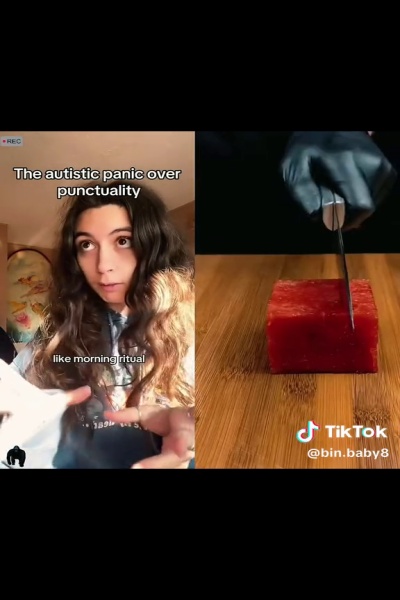 REC
The autistic panic over
punctuality
like morning ritual
TikTok
@bin.baby8